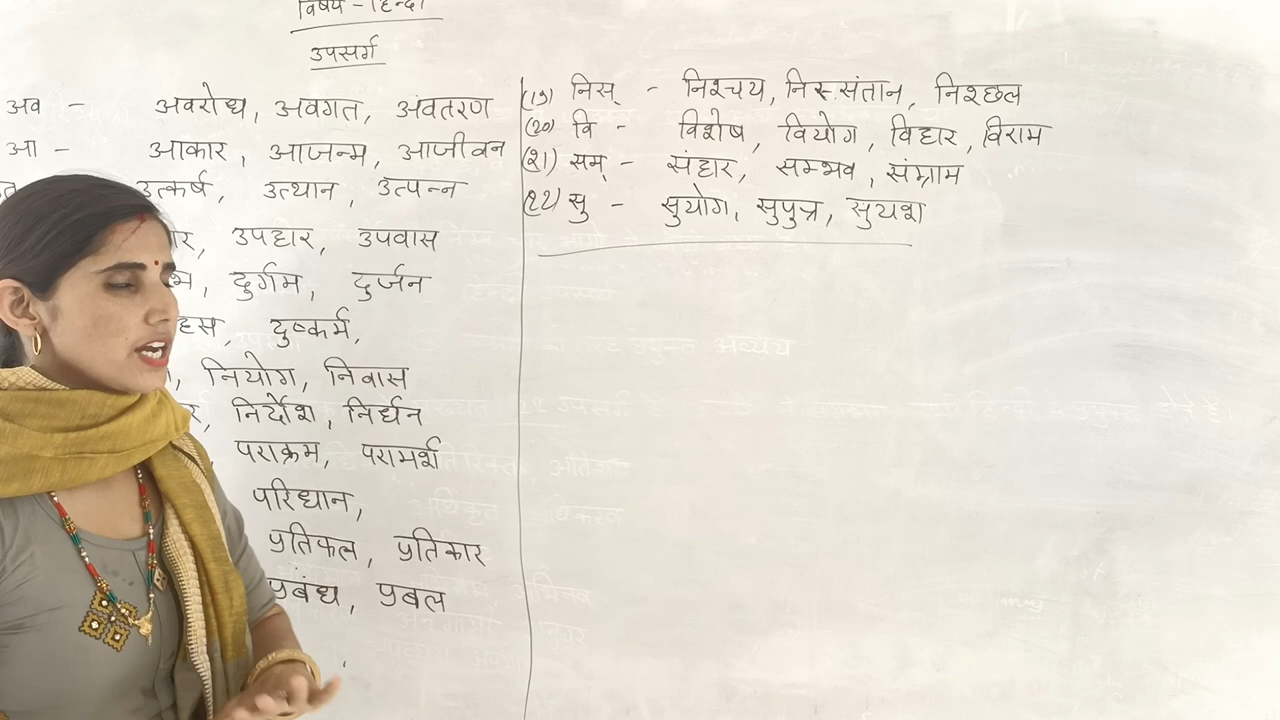 विषय - हिन्दी
उपसर्ग
अव - अवरोध, अवगत, अवतरण
आ - आकार, आजन्म, आजीवन
उत्कर्ष, उत्थान, उत्पन्न
उपहार, उपवास
दुर्गम, दुर्जन
दुष्कर्म,
नियोग, निवास
निर्दोश, निर्धन
पराक्रम, परामर्श
परिधान,
प्रतिकल, प्रतिकार
प्रबंध, प्रबल
(19) निस् - निश्चय, निस्संतान, निश्छल
(20) वि - विशेष, वियोग, विहार, विराम
(21) सम् - संहार, सम्भव, संग्राम
(22) सु - सुयोग, सुपुत्र, सुयश